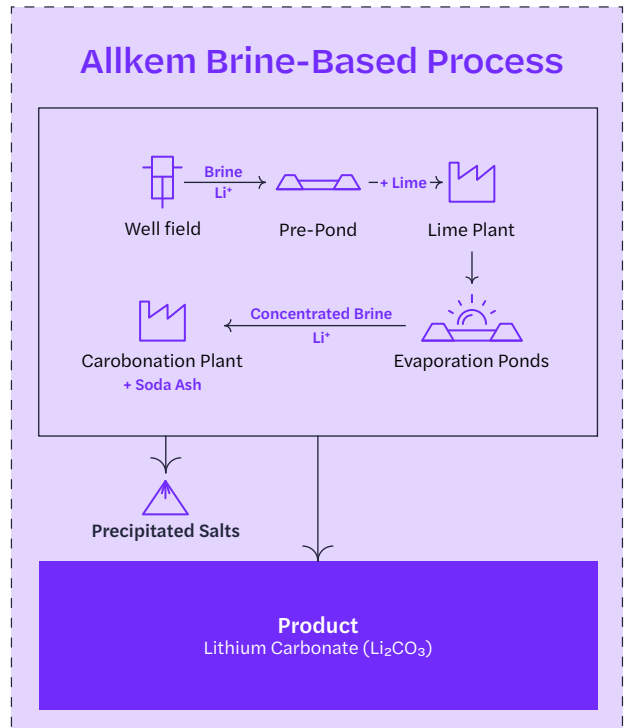 Allkem Brine-Based Process
Brine
Li⁺
+ Lime
Well field
Pre-Pond
Lime Plant
Concentrated Brine
Li⁺
Carobonation Plant
+ Soda Ash
Evaporation Ponds
Precipitated Salts
Product
Lithium Carbonate (Li₂CO₃)